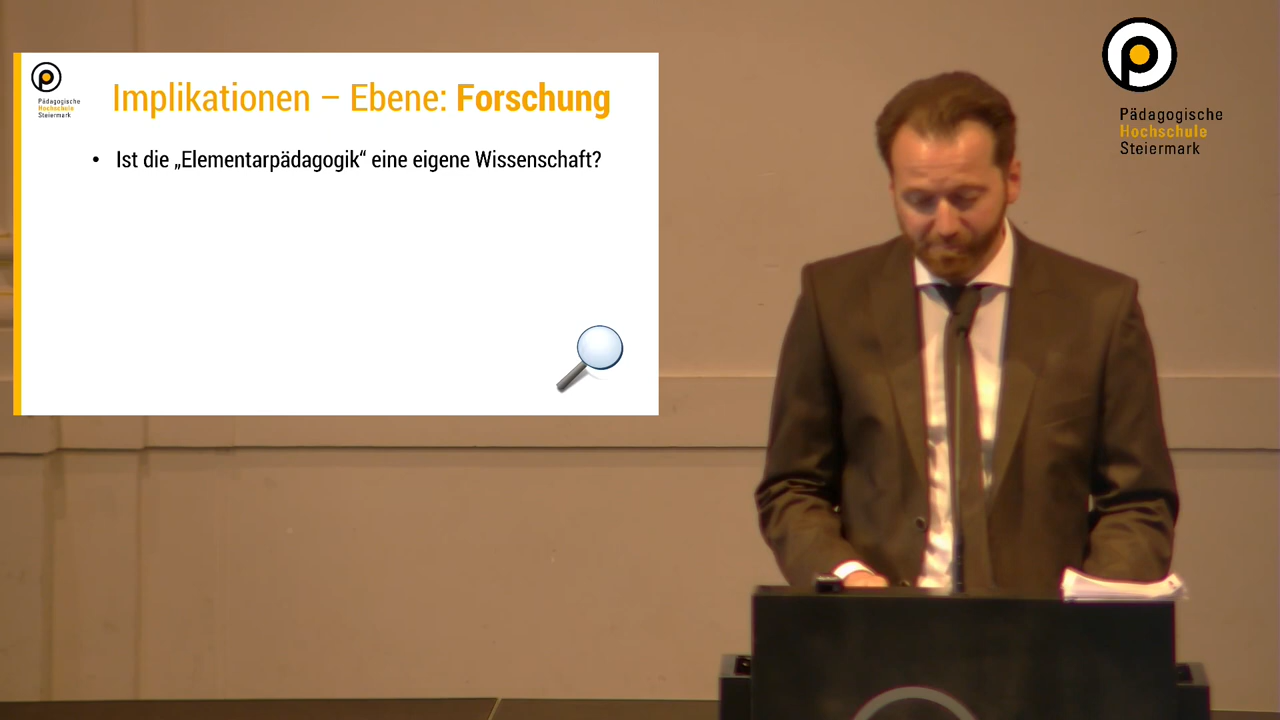 Pädagogische
Hochschule
Steiermark
Implikationen – Ebene: Forschung
• Ist die „Elementarpädagogik“ eine eigene Wissenschaft?
Pädagogische
Hochschule
Steiermark